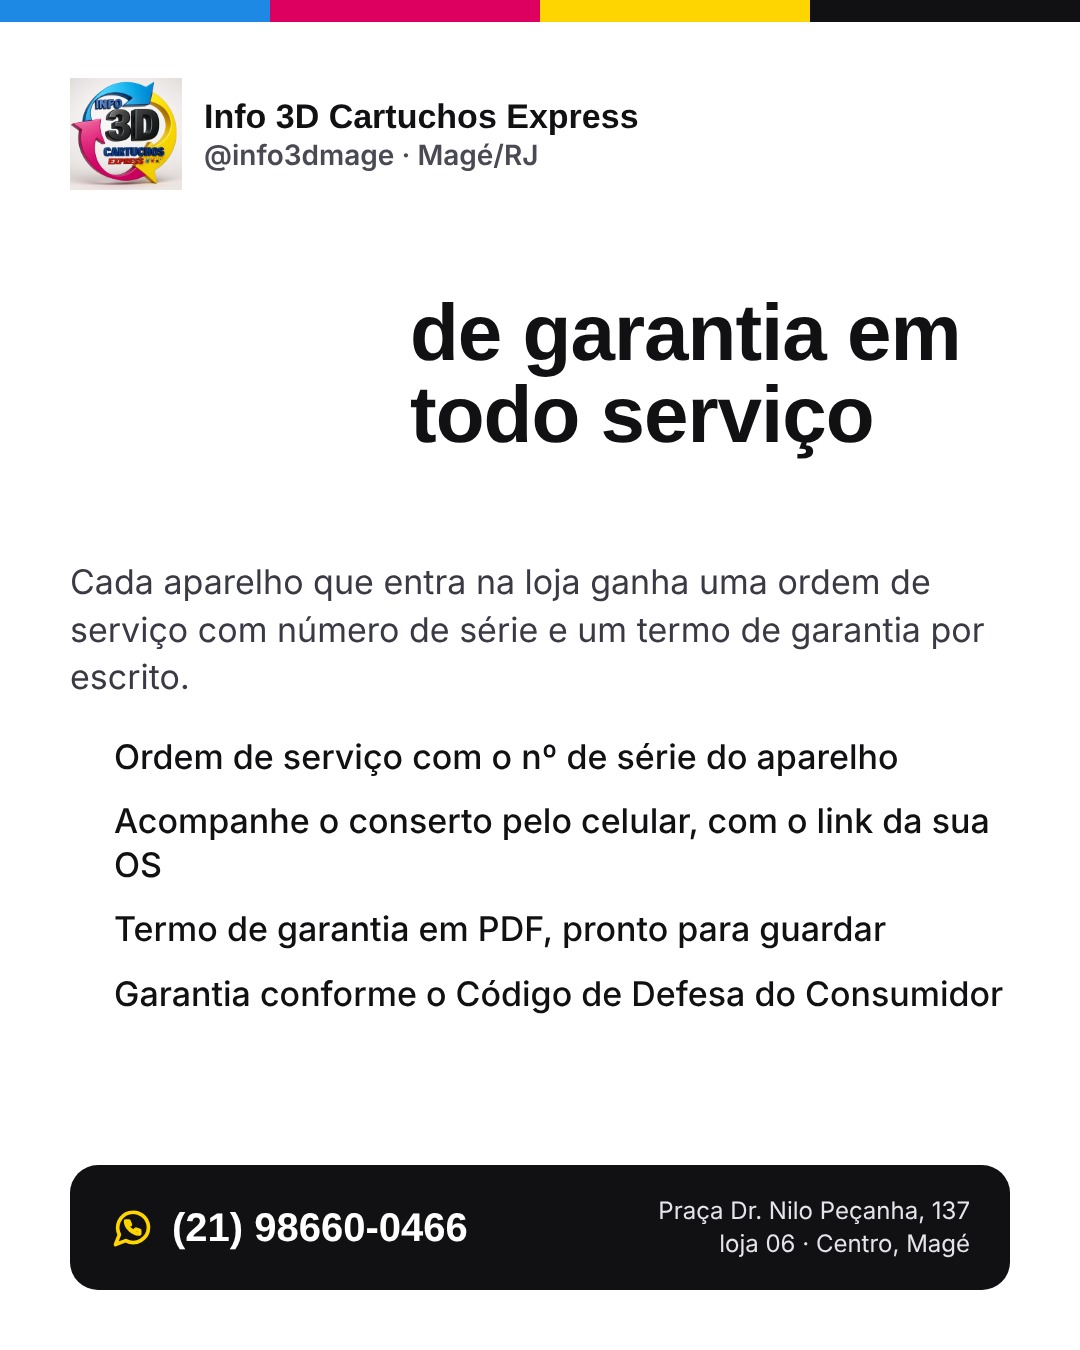 INFO
3D
CARTUCHOS
EXPRESS
Info 3D Cartuchos Express
@info3dmage · Magé/RJ
de garantia em
todo serviço
Cada aparelho que entra na loja ganha uma ordem de
serviço com número de série e um termo de garantia por
escrito.
Ordem de serviço com o nº de série do aparelho
Acompanhe o conserto pelo celular, com o link da sua
OS
Termo de garantia em PDF, pronto para guardar
Garantia conforme o Código de Defesa do Consumidor
(21) 98660-0466
Praça Dr. Nilo Peçanha, 137
loja 06 · Centro, Magé